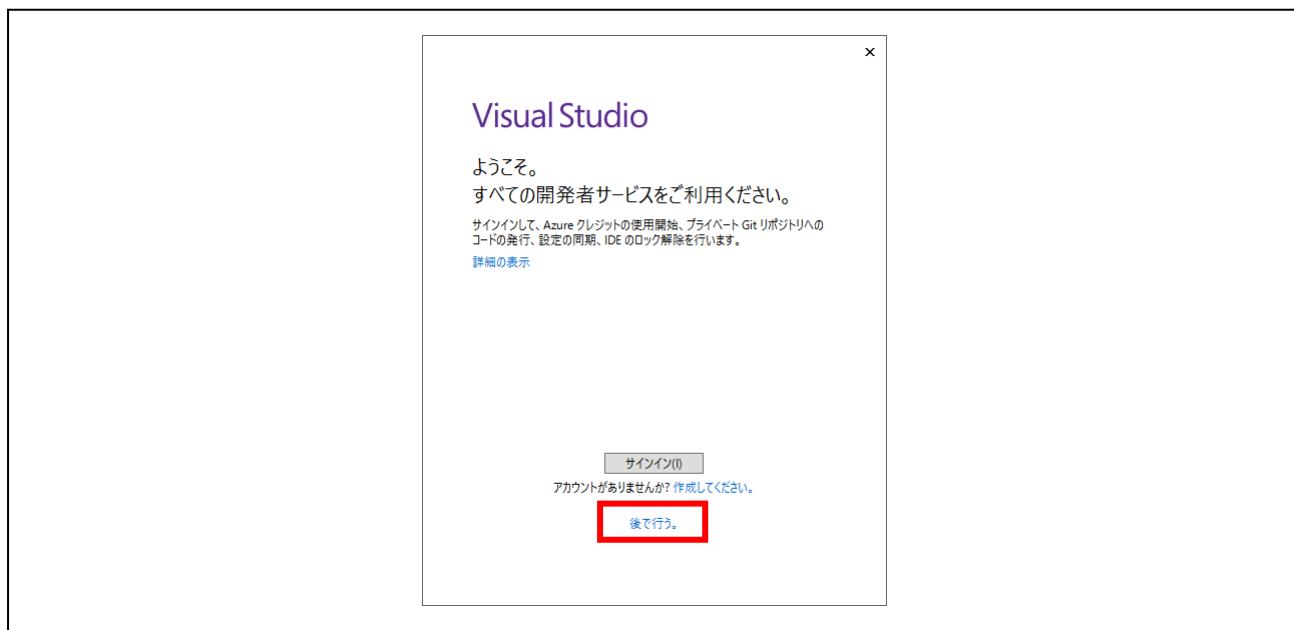 Visual Studio
ようこそ。
すべての開発者サービスをご利用ください。
サインインして、Azure クレジットの使用開始、プライベート Git リポジトリへの
コードの発行、設定の同期、IDE のロック解除を行います。
詳細の表示
サインイン(I)
アカウントがありませんか? 作成してください。
後で行う。